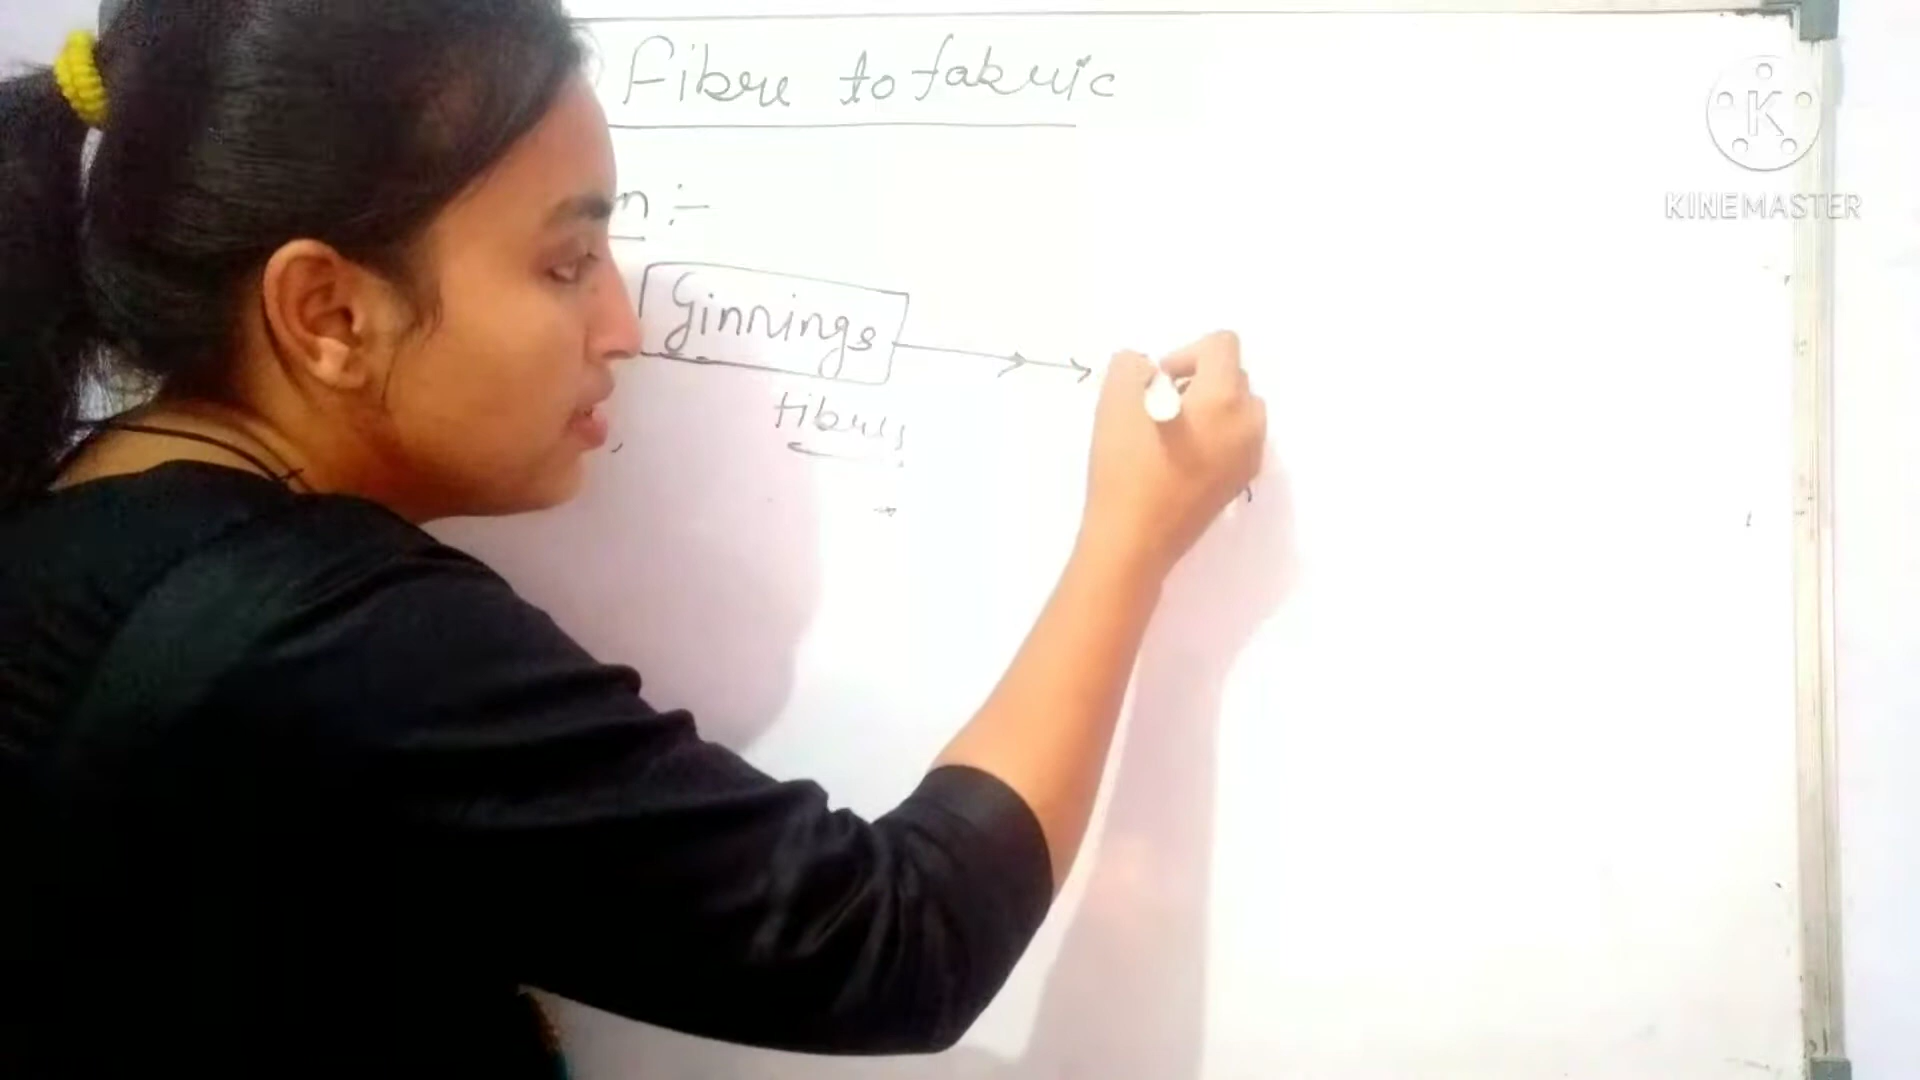 Fibre to fabric
n :-
Ginnings
fibres
K
KINEMASTER